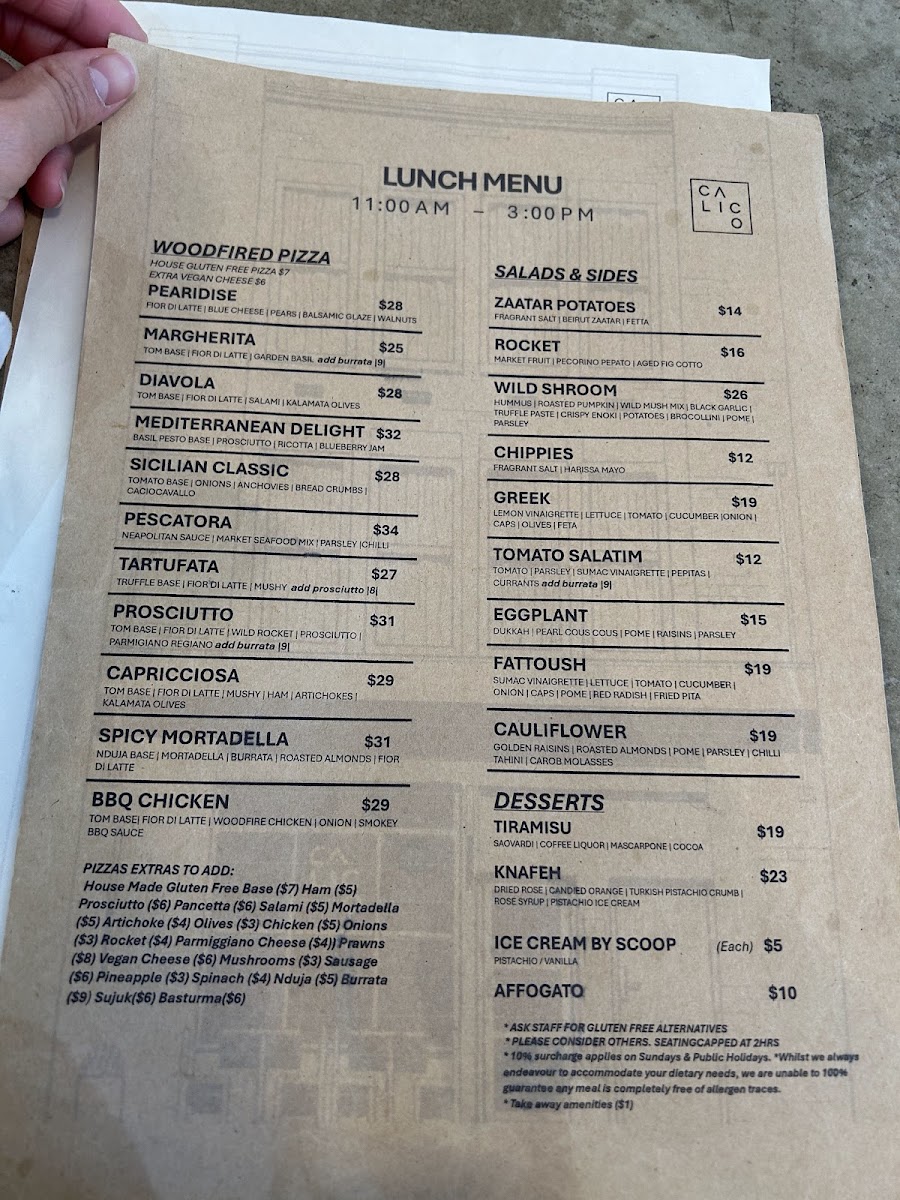 LUNCH MENU
11:00AM – 3:00PM
CA
LIC
O
WOODFIRED PIZZA
HOUSE GLUTEN FREE PIZZA $7
EXTRA VEGAN CHEESE $6
PEARIDISE $28
FIOR DI LATTE | BLUE CHEESE | PEARS | BALSAMIC GLAZE | WALNUTS
MARGHERITA $25
TOM BASE | FIOR DI LATTE | GARDEN BASIL add burrata |9|
DIAVOLA $28
TOM BASE | FIOR DI LATTE | SALAMI | KALAMATA OLIVES
MEDITERRANEAN DELIGHT $32
BASIL PESTO BASE | PROSCIUTTO | RICOTTA | BLUEBERRY JAM
SICILIAN CLASSIC $28
TOMATO BASE | ONIONS | ANCHOVIES | BREAD CRUMBS |
CACIOCAVALLO
PESCATORA $34
NEAPOLITAN SAUCE | MARKET SEAFOOD MIX | PARSLEY |CHILLI
TARTUFATA $27
TRUFFLE BASE | FIOR DI LATTE | MUSHY add prosciutto |8|
PROSCIUTTO $31
TOM BASE | FIOR DI LATTE | WILD ROCKET | PROSCIUTTO |
PARMIGIANO REGIANO add burrata |9|
CAPRICCIOSA $29
TOM BASE | FIOR DI LATTE | MUSHY | HAM | ARTICHOKES |
KALAMATA OLIVES
SPICY MORTADELLA $31
NDUJA BASE | MORTADELLA | BURRATA | ROASTED ALMONDS | FIOR
DI LATTE
BBQ CHICKEN $29
TOM BASE| FIOR DI LATTE | WOODFIRE CHICKEN | ONION | SMOKEY
BBQ SAUCE
PIZZAS EXTRAS TO ADD:
House Made Gluten Free Base ($7) Ham ($5)
Prosciutto ($6) Pancetta ($6) Salami ($5) Mortadella
($5) Artichoke ($4) Olives ($3) Chicken ($5) Onions
($3) Rocket ($4) Parmiggiano Cheese ($4)) Prawns
($8) Vegan Cheese ($6) Mushrooms ($3) Sausage
($6) Pineapple ($3) Spinach ($4) Nduja ($5) Burrata
($9) Sujuk($6) Basturma($6)
SALADS & SIDES
ZAATAR POTATOES $14
FRAGRANT SALT | BEIRUT ZAATAR | FETTA
ROCKET $16
MARKET FRUIT | PECORINO PEPATO | AGED FIG COTTO
WILD SHROOM $26
HUMMUS | ROASTED PUMPKIN | WILD MUSH MIX | BLACK GARLIC |
TRUFFLE PASTE | CRISPY ENOKI | POTATOES | BROCOLLINI | POME |
PARSLEY
CHIPPIES $12
FRAGRANT SALT | HARISSA MAYO
GREEK $19
LEMON VINAIGRETTE | LETTUCE | TOMATO | CUCUMBER |ONION |
CAPS | OLIVES | FETA
TOMATO SALATIM $12
TOMATO | PARSLEY | SUMAC VINAIGRETTE | PEPITAS |
CURRANTS add burrata |9|
EGGPLANT $15
DUKKAH | PEARL COUS COUS | POME | RAISINS | PARSLEY
FATTOUSH $19
SUMAC VINAIGRETTE | LETTUCE | TOMATO | CUCUMBER |
ONION | CAPS | POME | RED RADISH | FRIED PITA
CAULIFLOWER $19
GOLDEN RAISINS | ROASTED ALMONDS | POME | PARSLEY | CHILLI
TAHINI | CAROB MOLASSES
DESSERTS
TIRAMISU $19
SAOVARDI | COFFEE LIQUOR | MASCARPONE | COCOA
KNAFEH $23
DRIED ROSE | CANDIED ORANGE | TURKISH PISTACHIO CRUMB |
ROSE SYRUP | PISTACHIO ICE CREAM
ICE CREAM BY SCOOP (Each) $5
PISTACHIO / VANILLA
AFFOGATO $10
* ASK STAFF FOR GLUTEN FREE ALTERNATIVES
* PLEASE CONSIDER OTHERS. SEATINGCAPPED AT 2HRS
* 10% surcharge applies on Sundays & Public Holidays. *Whilst we always
endeavour to accommodate your dietary needs, we are unable to 100%
guarantee any meal is completely free of allergen traces.
* Take away amenities ($1)